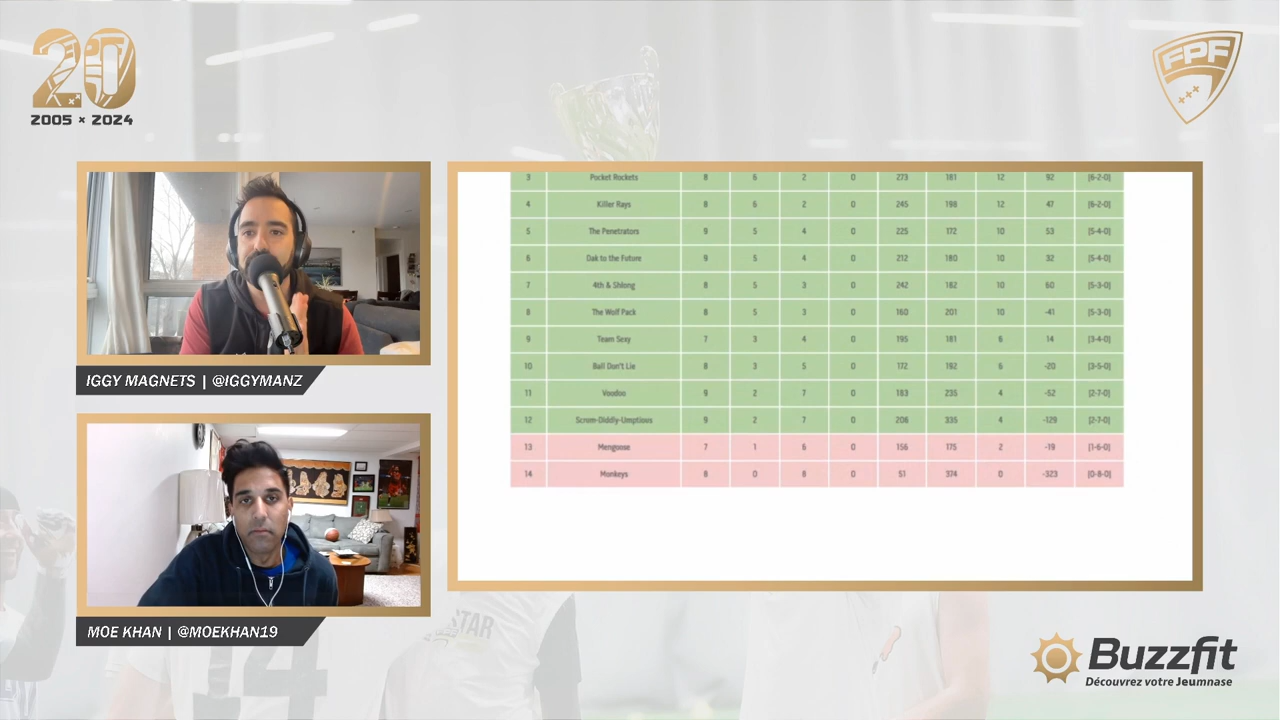 20
2005 × 2024
FPF
3 Pocket Rockets 8 6 2 0 273 181 12 92 (6-2-0)
4 Killer Rays 8 6 2 0 245 198 12 47 (6-2-0)
5 The Penetrators 9 5 4 0 225 172 10 53 (5-4-0)
6 Dak to the Future 9 5 4 0 212 180 10 32 (5-4-0)
7 4th & Shlong 8 5 3 0 242 182 10 60 (5-3-0)
8 The Wolf Pack 8 5 3 0 160 201 10 -41 (5-3-0)
9 Team Sexy 7 3 4 0 195 181 6 14 (3-4-0)
10 Ball Don't Lie 8 3 5 0 172 192 6 -20 (3-5-0)
11 Voodoo 9 2 7 0 183 235 4 -52 (2-7-0)
12 Scrum-Diddly-Umptious 9 2 7 0 206 335 4 -129 (2-7-0)
13 Mengoose 7 1 6 0 156 175 2 -19 (1-6-0)
14 Monkeys 8 0 8 0 51 374 0 -323 (0-8-0)
IGGY MAGNETS | @IGGYMANZ
MOE KHAN | @MOEKHAN19
STAR
14
Buzzfit
Découvrez votre Jeumnase